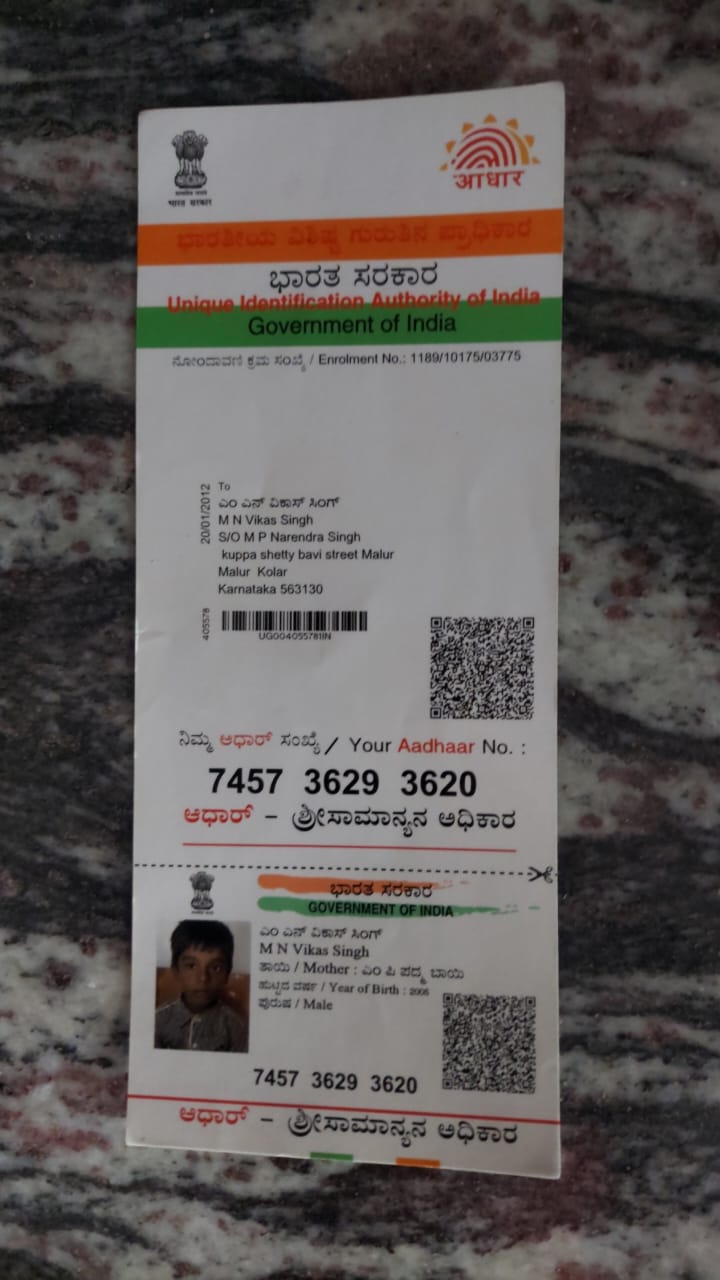 भारत सरकार
आधार
ಭಾರತೀಯ ವಿಶಿಷ್ಟ ಗುರುತಿನ ಪ್ರಾಧಿಕಾರ
ಭಾರತ ಸರಕಾರ
Unique Identification Authority of India
Government of India
ನೋಂದಾವಣಿ ಕ್ರಮ ಸಂಖ್ಯೆ / Enrolment No.: 1189/10175/03775
20/01/2012
To
ಎಂ ಎನ್ ವಿಕಾಸ್ ಸಿಂಗ್
M N Vikas Singh
S/O M P Narendra Singh
kuppa shetty bavi street Malur
Malur Kolar
Karnataka 563130
405578
UG004055781IN
ನಿಮ್ಮ ಆಧಾರ್ ಸಂಖ್ಯೆ / Your Aadhaar No. :
7457 3629 3620
ಆಧಾರ್ – ಶ್ರೀಸಾಮಾನ್ಯನ ಅಧಿಕಾರ
ಭಾರತ ಸರಕಾರ
GOVERNMENT OF INDIA
ಎಂ ಎನ್ ವಿಕಾಸ್ ಸಿಂಗ್
M N Vikas Singh
ತಾಯಿ / Mother : ಎಂ ಪಿ ಪದ್ಮ ಬಾಯಿ
ಹುಟ್ಟಿದ ವರ್ಷ / Year of Birth :
ಪುರುಷ / Male
7457 3629 3620
ಆಧಾರ್ – ಶ್ರೀಸಾಮಾನ್ಯನ ಅಧಿಕಾರ